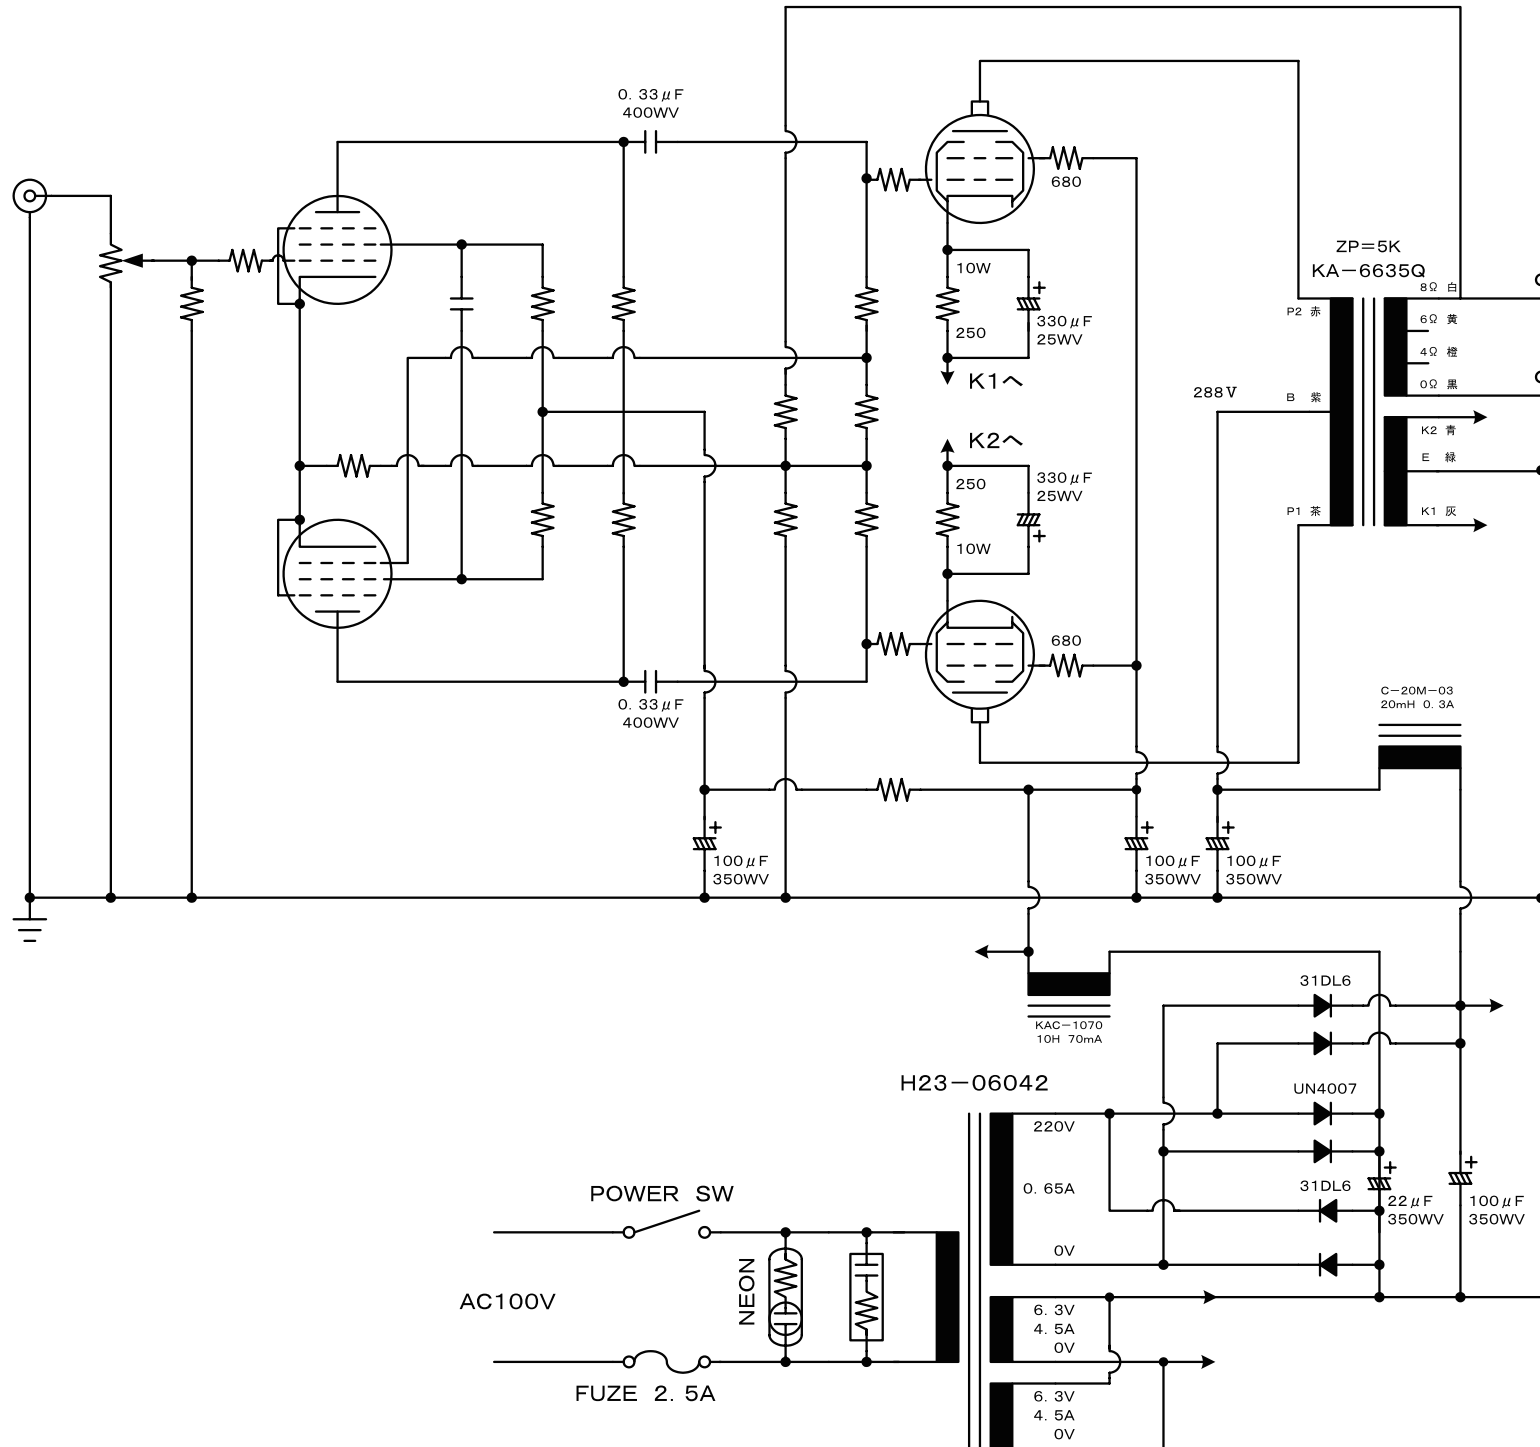 0. 33μF
400WV
680
ZP=5K
KA−6635Q
8Ω 白
10W
P2 赤
6Ω 黄
330μF
250
25WV
4Ω 橙
K1へ
0Ω 黒
288V
B 紫
K2へ
K2 青
E 緑
330μF
250
25WV
P1 茶
K1 灰
10W
680
C−20M−03
20mH 0. 3A
0. 33μF
400WV
+
100μF
350WV
+
100μF
350WV
+
100μF
350WV
31DL6
KAC−1070
10H 70mA
H23−06042
UN4007
220V
0. 65A
31DL6
+
22μF
350WV
+
100μF
350WV
POWER SW
0V
NEON
AC100V
6. 3V
4. 5A
0V
FUZE 2. 5A
6. 3V
4. 5A
0V